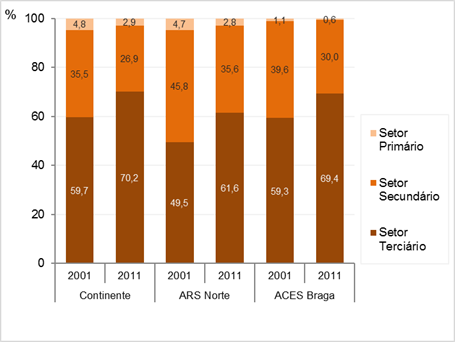 %
100
80
60
40
20
0
4,8 2,9 4,7 2,8 1,1 0,6
35,5 26,9 45,8 35,6 39,6 30,0
59,7 70,2 49,5 61,6 59,3 69,4
2001 2011 2001 2011 2001 2011
Continente ARS Norte ACES Braga
Setor
Primário
Setor
Secundário
Setor
Terciário